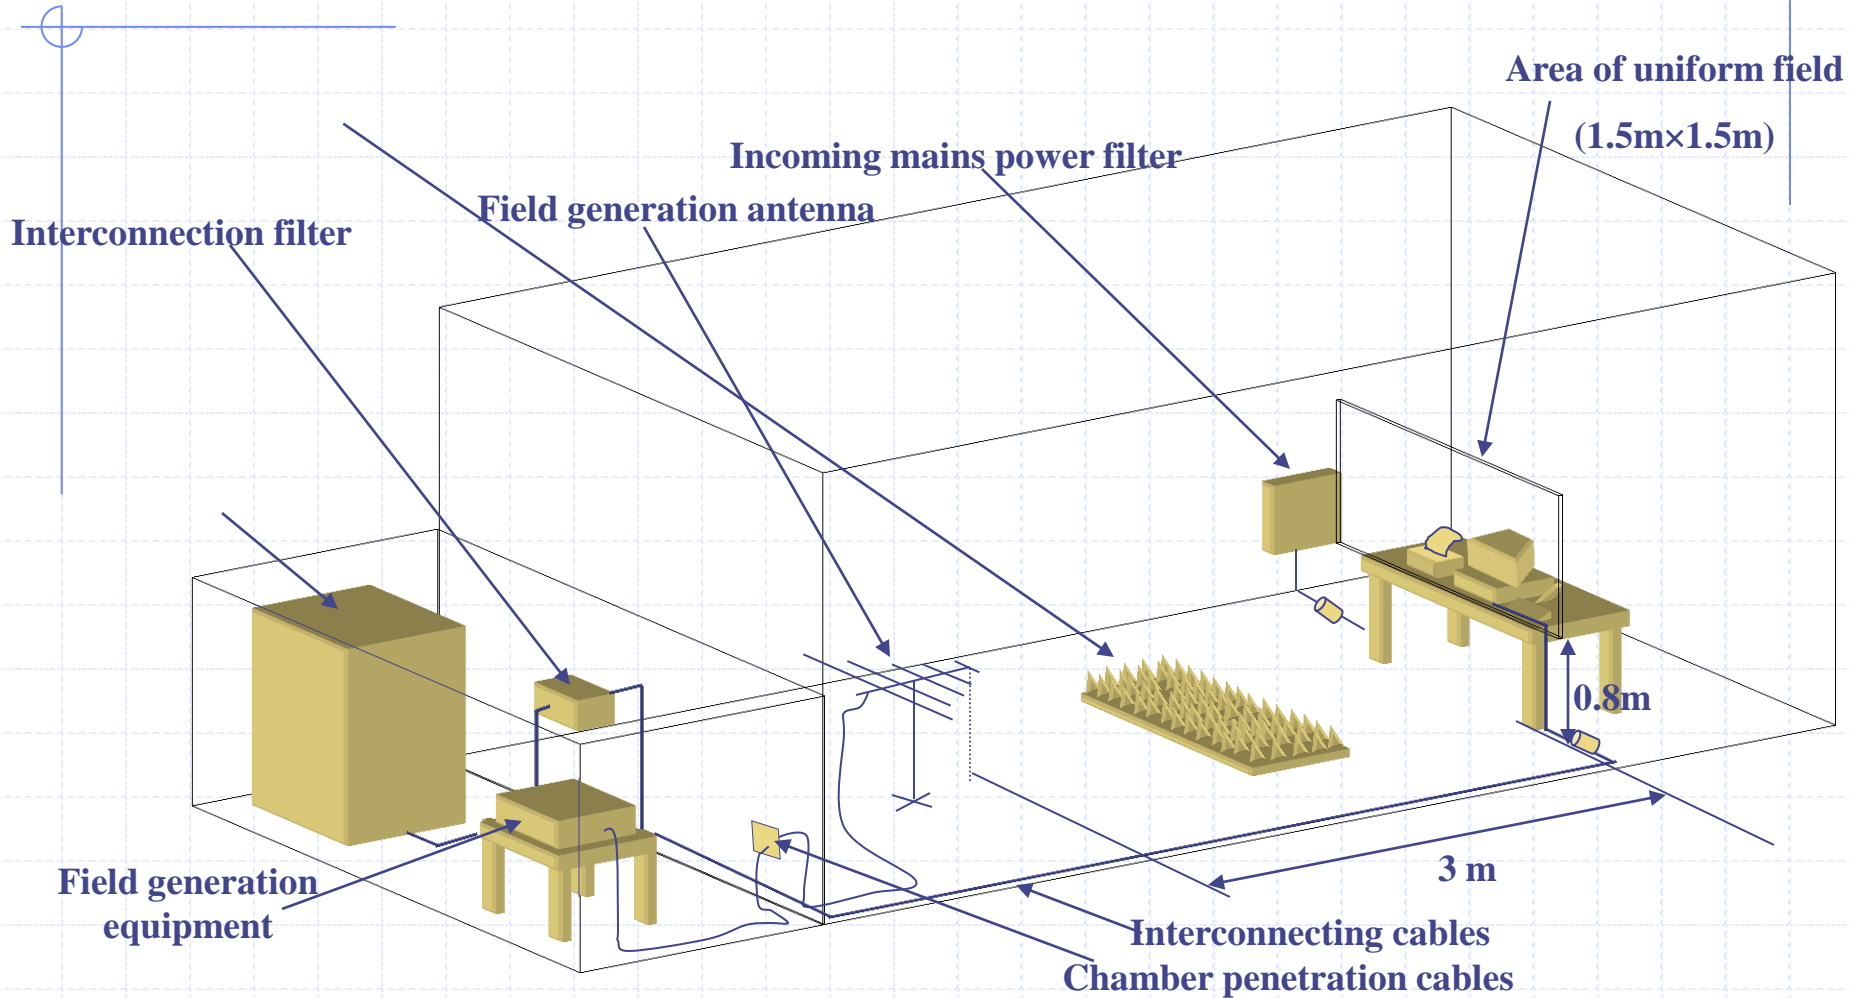 Area of uniform field
(1.5m×1.5m)
Incoming mains power filter
Field generation antenna
Interconnection filter
0.8m
3 m
Field generation
equipment
Interconnecting cables
Chamber penetration cables